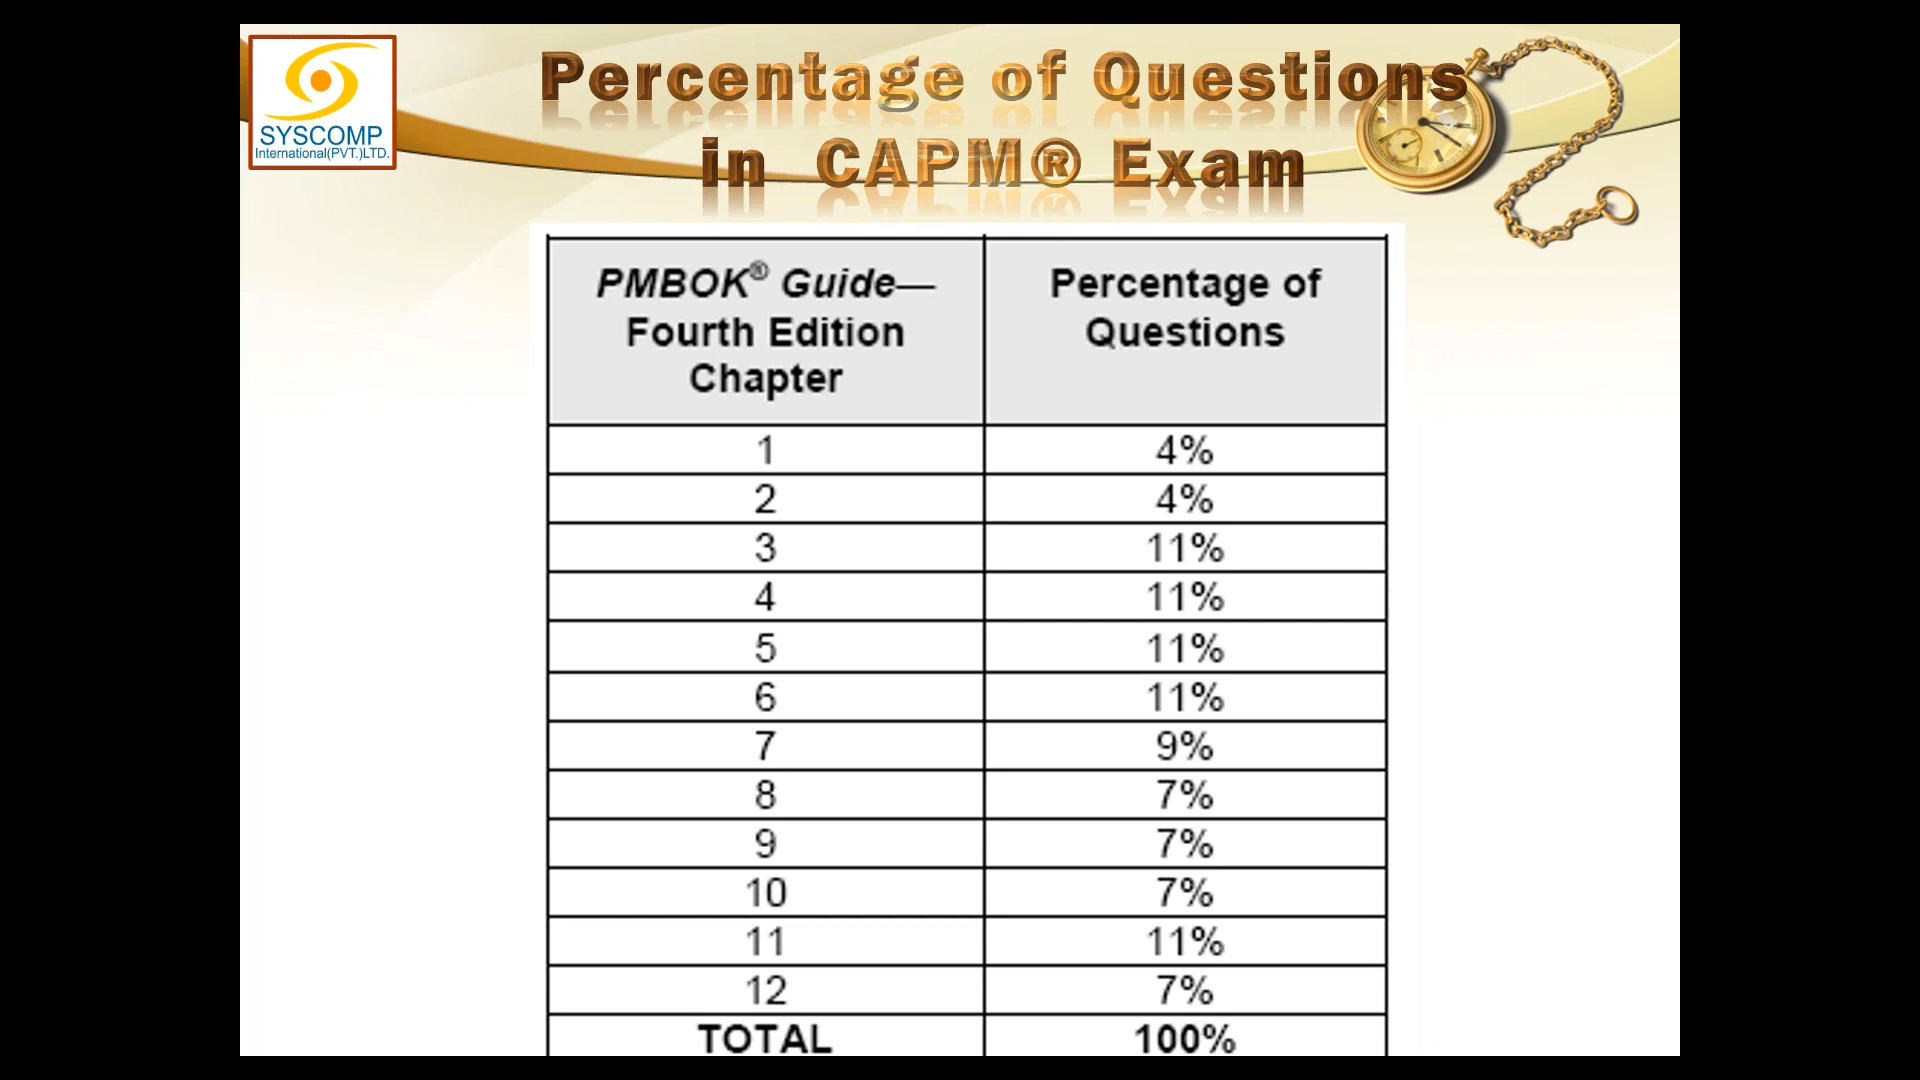 SYSCOMP
International(PVT.)LTD.
Percentage of Questions
in CAPM® Exam
PMBOK® Guide—
Fourth Edition
Chapter
Percentage of
Questions
1 4%
2 4%
3 11%
4 11%
5 11%
6 11%
7 9%
8 7%
9 7%
10 7%
11 11%
12 7%
TOTAL 100%